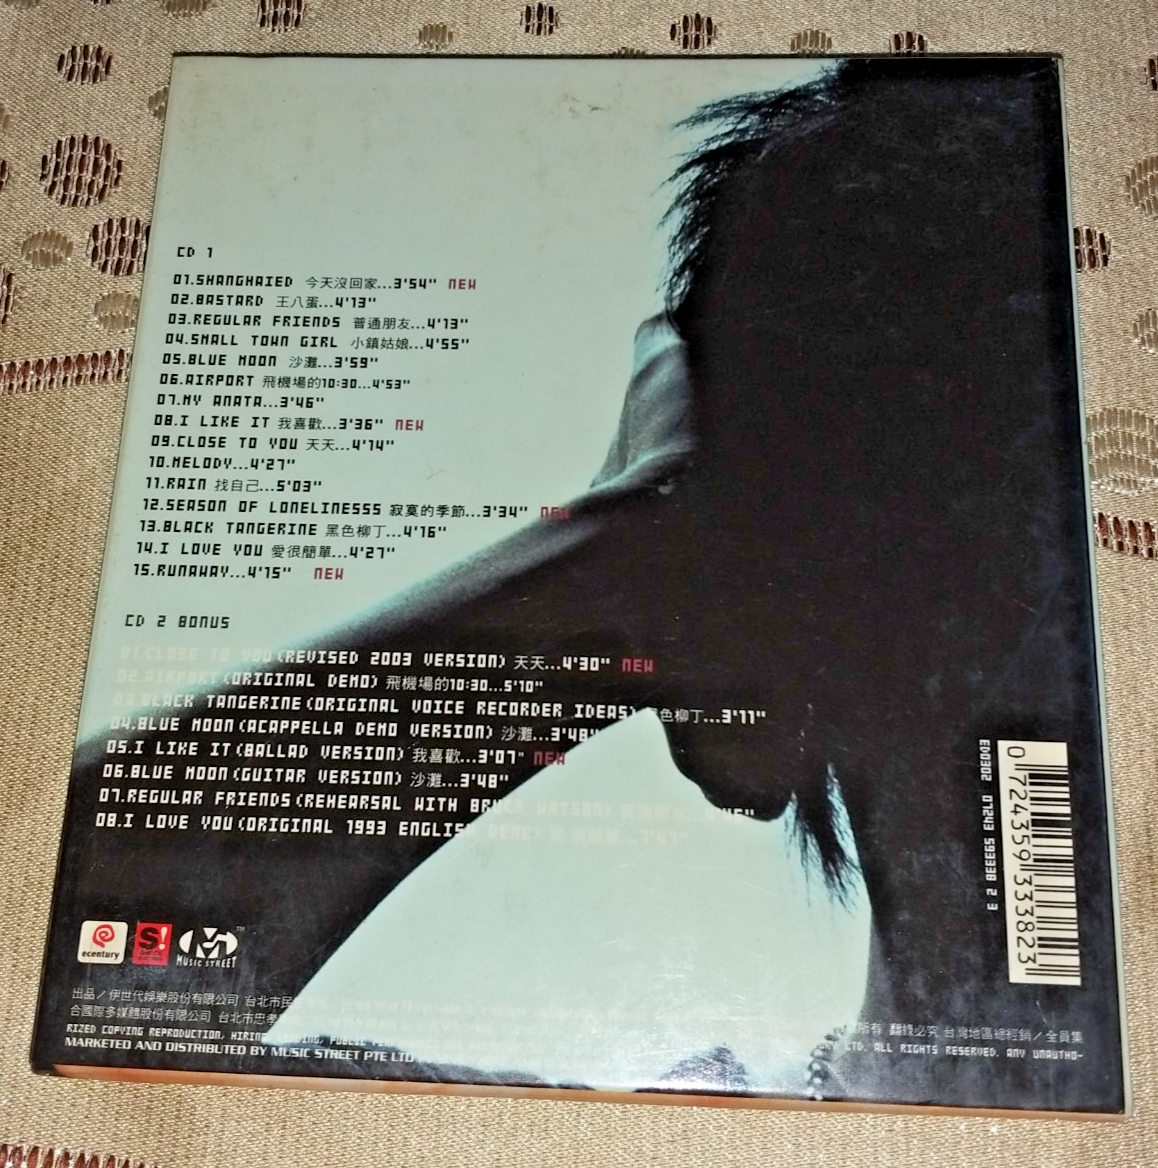 CD 1
01.SHANGHAIED 今天沒回家...3'54" NEW
02.BASTARD 王八蛋...4'13"
03.REGULAR FRIENDS 普通朋友...4'13"
04.SMALL TOWN GIRL 小鎮姑娘...4'55"
05.BLUE MOON 沙灘...3'59"
06.AIRPORT 飛機場的10:30...4'53"
07.MY ANATA...3'46"
08.I LIKE IT 我喜歡...3'36" NEW
09.CLOSE TO YOU 天天...4'14"
10.MELODY...4'27"
11.RAIN 找自己...5'03"
12.SEASON OF LONELINESSS 寂寞的季節...3'34" NEW
13.BLACK TANGERINE 黑色柳丁...4'16"
14.I LOVE YOU 愛很簡單...4'27"
15.RUNAWAY...4'15" NEW
CD 2 BONUS
01.CLOSE TO YOU(REVISED 2003 VERSION) 天天...4'30" NEW
02.AIRPORT(ORIGINAL DEMO) 飛機場的10:30...5'10"
03.BLACK TANGERINE(ORIGINAL VOICE RECORDER IDEAS) 黑色柳丁...3'11"
04.BLUE MOON(ACAPPELLA DEMO VERSION) 沙灘...3'48"
05.I LIKE IT(BALLAD VERSION) 我喜歡...3'07" NEW
06.BLUE MOON(GUITAR VERSION) 沙灘...3'48"
07.REGULAR FRIENDS(REHEARSAL WITH BRUCE WATSON)
08.I LOVE YOU(ORIGINAL 1993 ENGLISH DEMO)
ecentury
S!
MUSIC STREET TM
出品／伊世代娛樂股份有限公司 台北市民
合國際多媒體股份有限公司 台北市忠孝
所有 翻錄必究 台灣地區總經銷／全員集
RIZED COPYING REPRODUCTION, HIRING, LENDING, PUBLIC
LTD. ALL RIGHTS RESERVED. ANY UNAUTHO-
MARKETED AND DISTRIBUTED BY MUSIC STREET PTE LTD
0 724359 333823